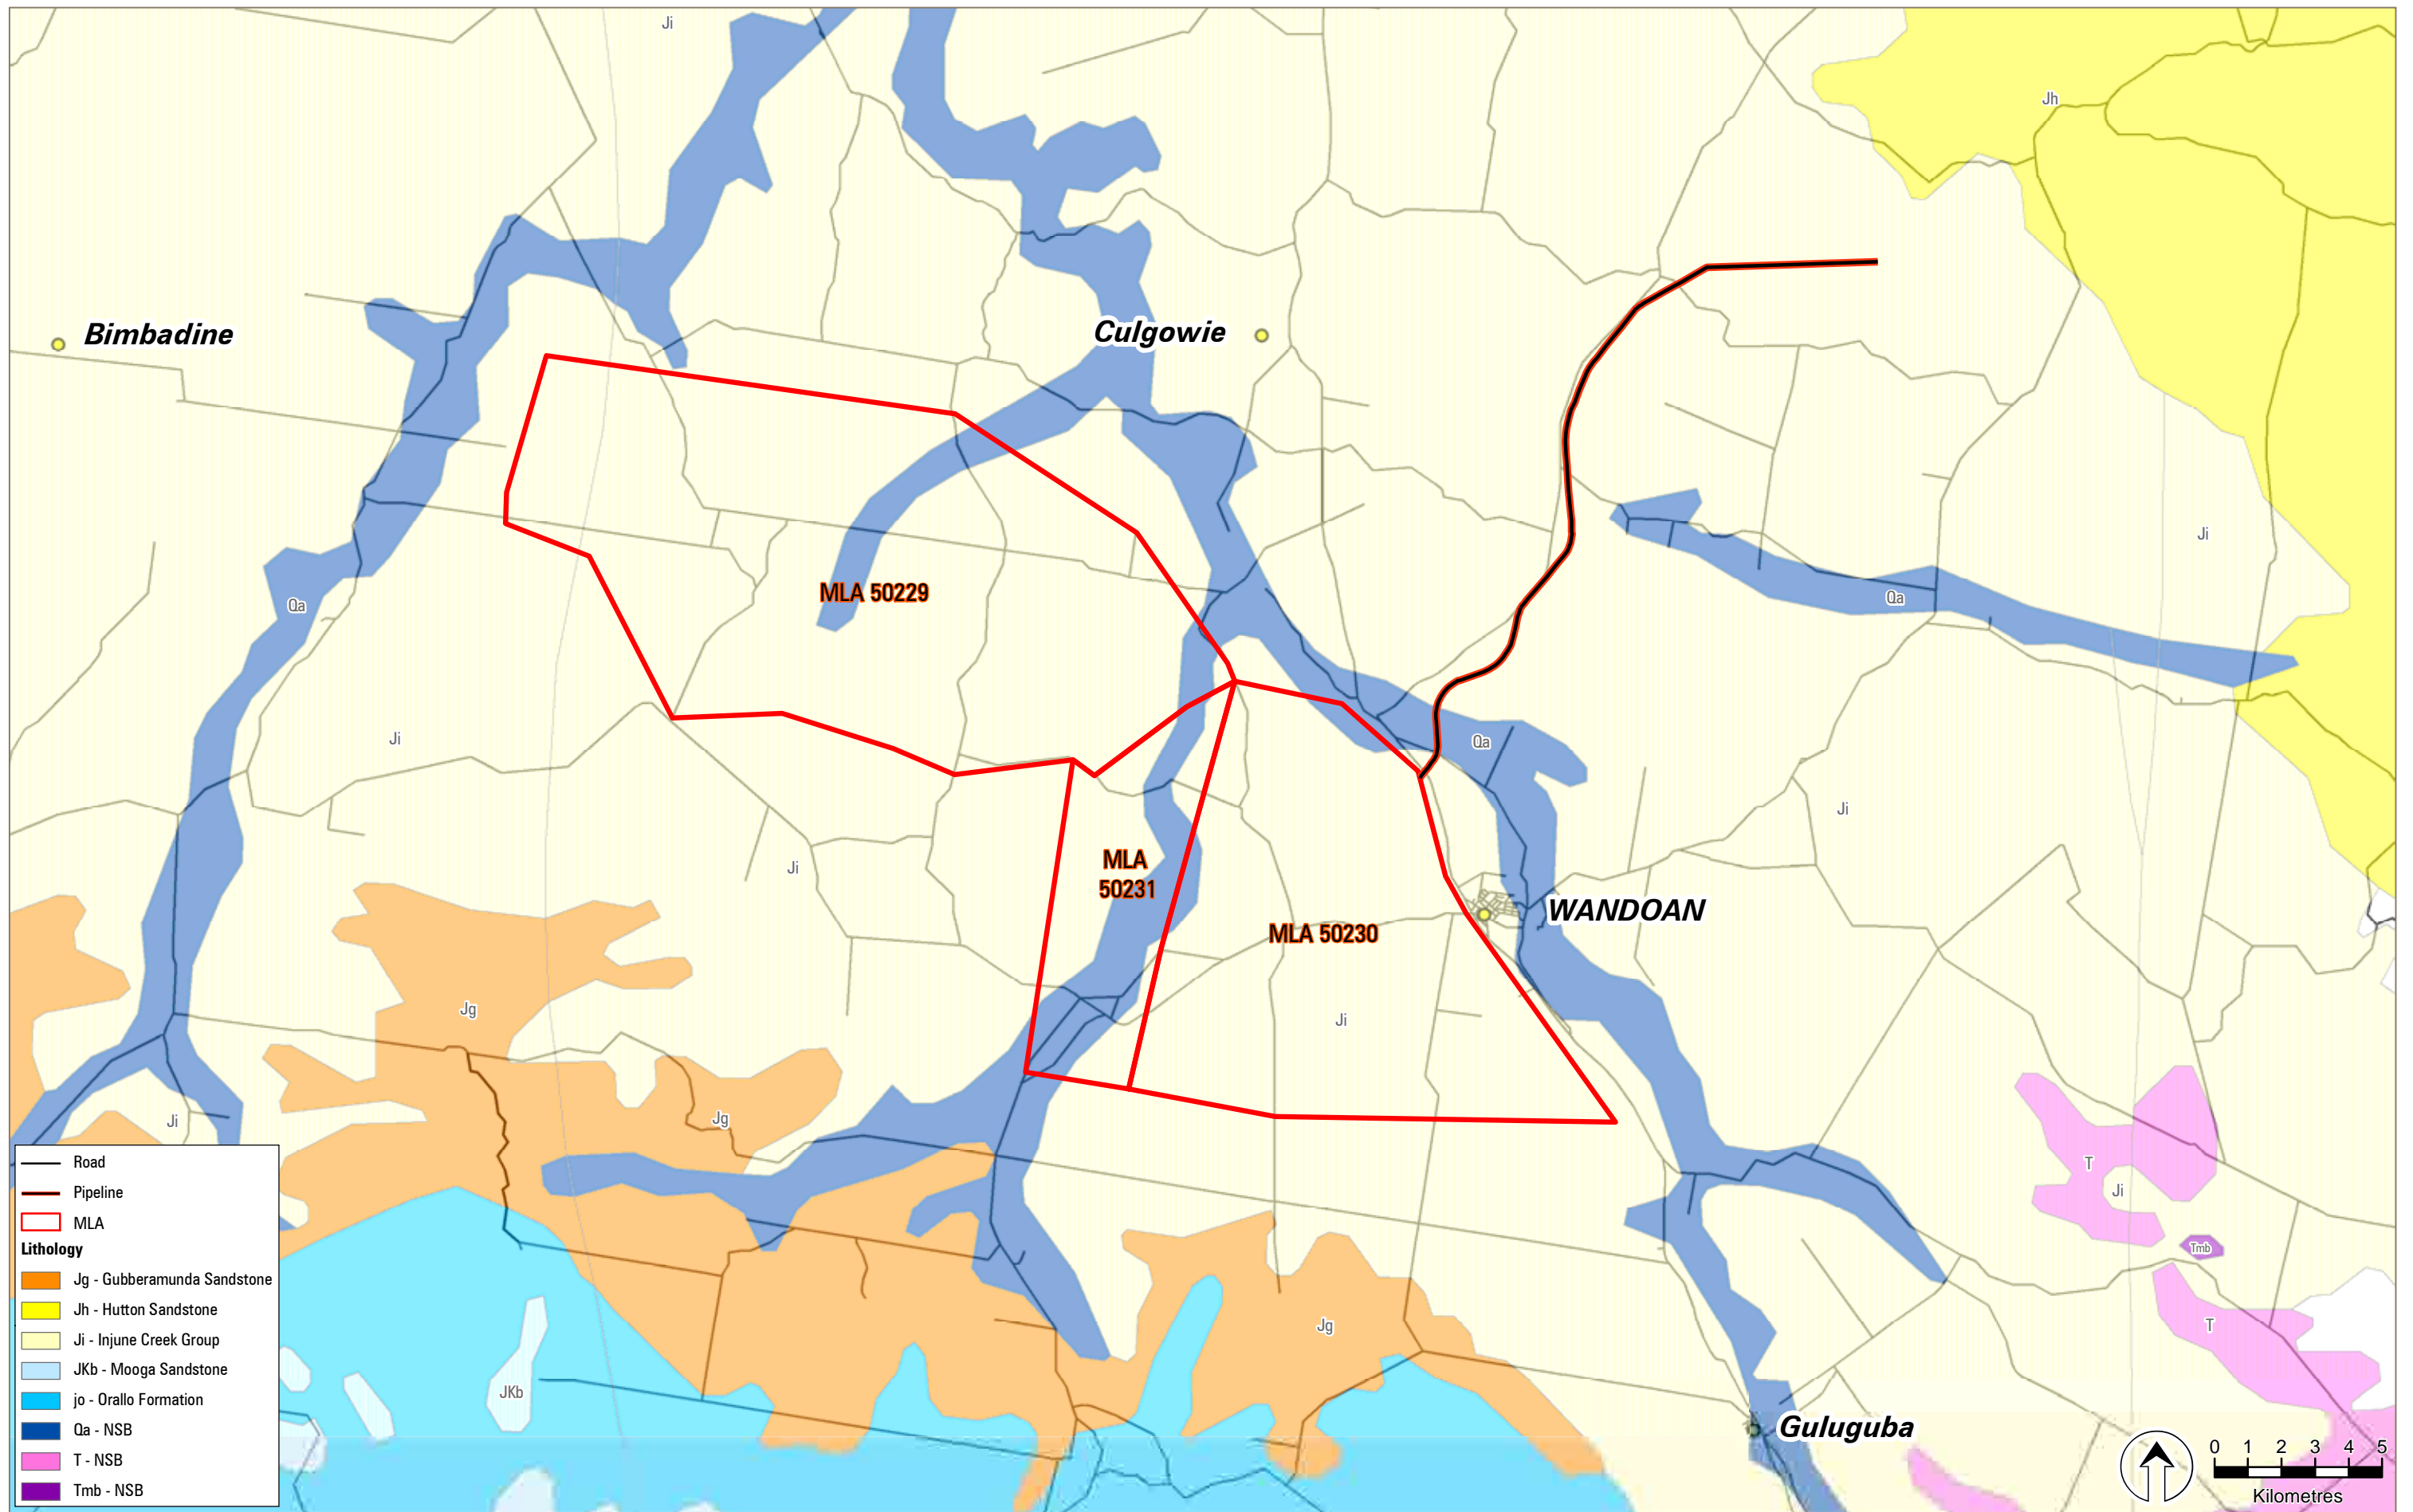 Ji
Jh
Bimbadine
Culgowie
Ji
MLA 50229
Qa
Qa
Ji
Qa
Ji
Ji
MLA
50231
WANDOAN
MLA 50230
Jg
Ji
Jg
Ji
T
Ji
Tmb
Jg
T
JKb
Guluguba
Road
Pipeline
MLA
Lithology
Jg - Gubberamunda Sandstone
Jh - Hutton Sandstone
Ji - Injune Creek Group
JKb - Mooga Sandstone
jo - Orallo Formation
Qa - NSB
T - NSB
Tmb - NSB
0 1 2 3 4 5
Kilometres